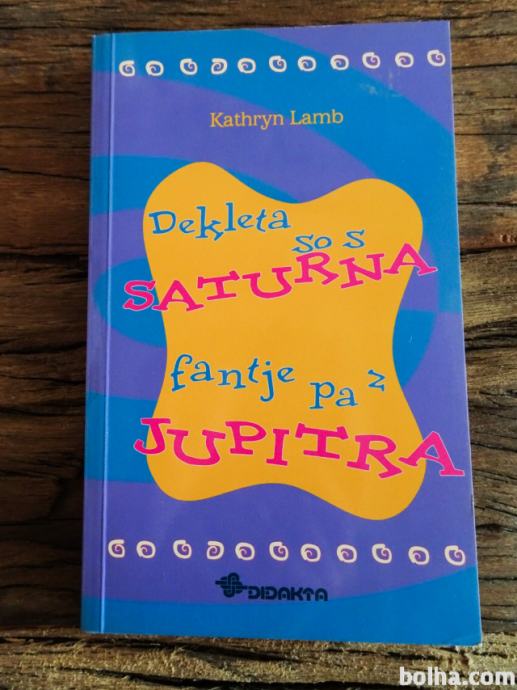 Kathryn Lamb
Dekleta
so s
SATURNA
fantje pa z
JUPITRA
DIDAKTA
bolha.com